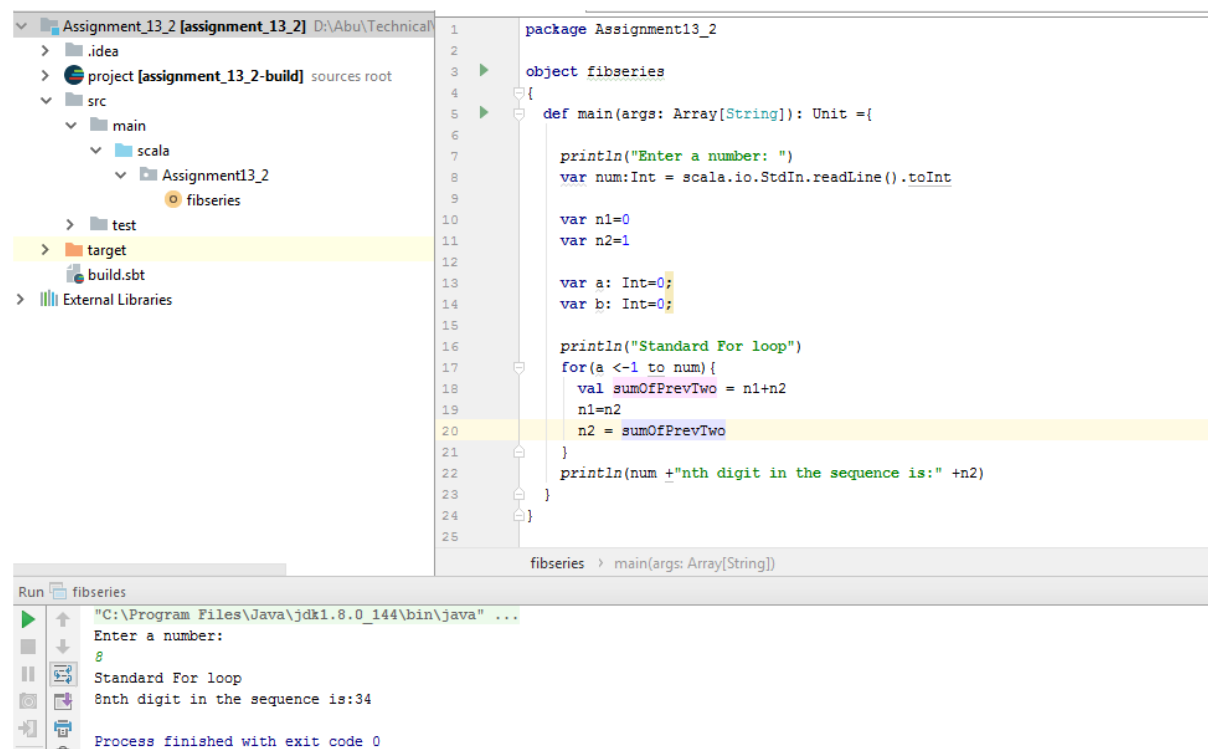 Assignment_13_2 [assignment_13_2] D:\Abu\Technical\
.idea
project [assignment_13_2-build] sources root
src
main
scala
Assignment13_2
fibseries
test
target
build.sbt
External Libraries
1 package Assignment13_2
2
3 object fibseries
4 {
5 def main(args: Array[String]): Unit ={
6
7 println("Enter a number: ")
8 var num:Int = scala.io.StdIn.readLine().toInt
9
10 var n1=0
11 var n2=1
12
13 var a: Int=0;
14 var b: Int=0;
15
16 println("Standard For loop")
17 for(a <-1 to num){
18 val sumOfPrevTwo = n1+n2
19 n1=n2
20 n2 = sumOfPrevTwo
21 }
22 println(num +"nth digit in the sequence is:" +n2)
23 }
24 }
25
fibseries › main(args: Array[String])
Run fibseries
"C:\Program Files\Java\jdk1.8.0_144\bin\java" ...
Enter a number:
8
Standard For loop
8nth digit in the sequence is:34
Process finished with exit code 0